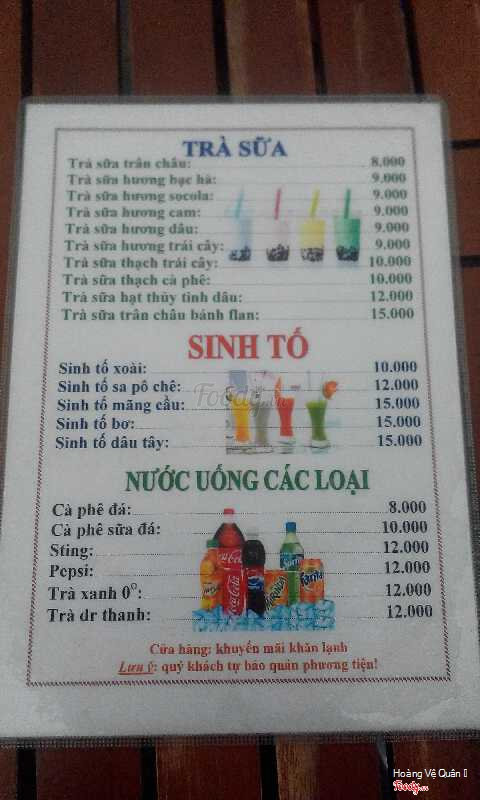 TRÀ SỮA
Trà sữa trân châu: 8.000
Trà sữa hương bạc hà: 9.000
Trà sữa hương socola: 9.000
Trà sữa hương cam: 9.000
Trà sữa hương dâu: 9.000
Trà sữa hương trái cây: 9.000
Trà sữa thạch trái cây: 10.000
Trà sữa thạch cà phê: 10.000
Trà sữa hạt thủy tinh dâu: 12.000
Trà sữa trân châu bánh flan: 15.000
SINH TỐ
Sinh tố xoài: 10.000
Sinh tố sa pô chê: 12.000
Sinh tố mãng cầu: 15.000
Sinh tố bơ: 15.000
Sinh tố dâu tây: 15.000
Foody.vn
NƯỚC UỐNG CÁC LOẠI
Cà phê đá: 8.000
Cà phê sữa đá: 10.000
Sting: 12.000
Pepsi: 12.000
Trà xanh 0°: 12.000
Trà dr thanh: 12.000
Coca-Cola
Fanta
Cửa hàng: khuyến mãi khăn lạnh
Lưu ý: quý khách tự bảo quản phương tiện!
Hoàng Vệ Quân
Foody.vn